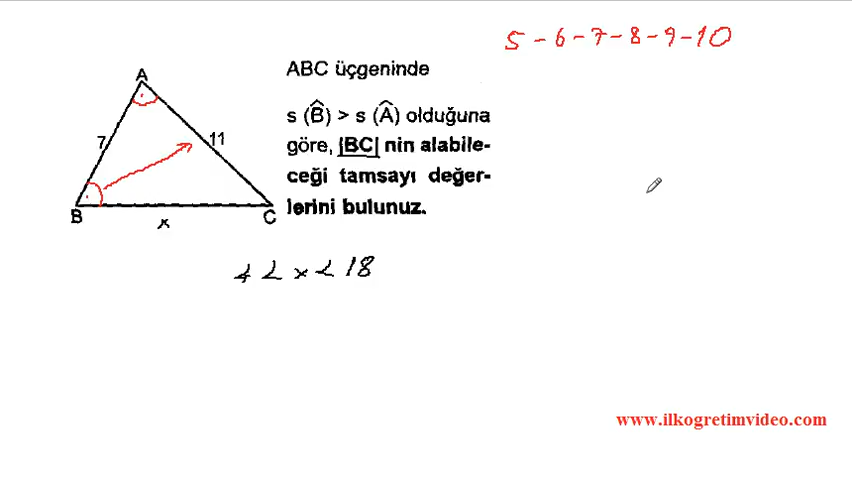 5 - 6 - 7 - 8 - 9 - 10
ABC üçgeninde
s (B̂) > s (Â) olduğuna
göre, |BC| nin alabile-
ceği tamsayı değer-
lerini bulunuz.
A
7
11
B
C
x
4 < x < 18
www.ilkogretimvideo.com